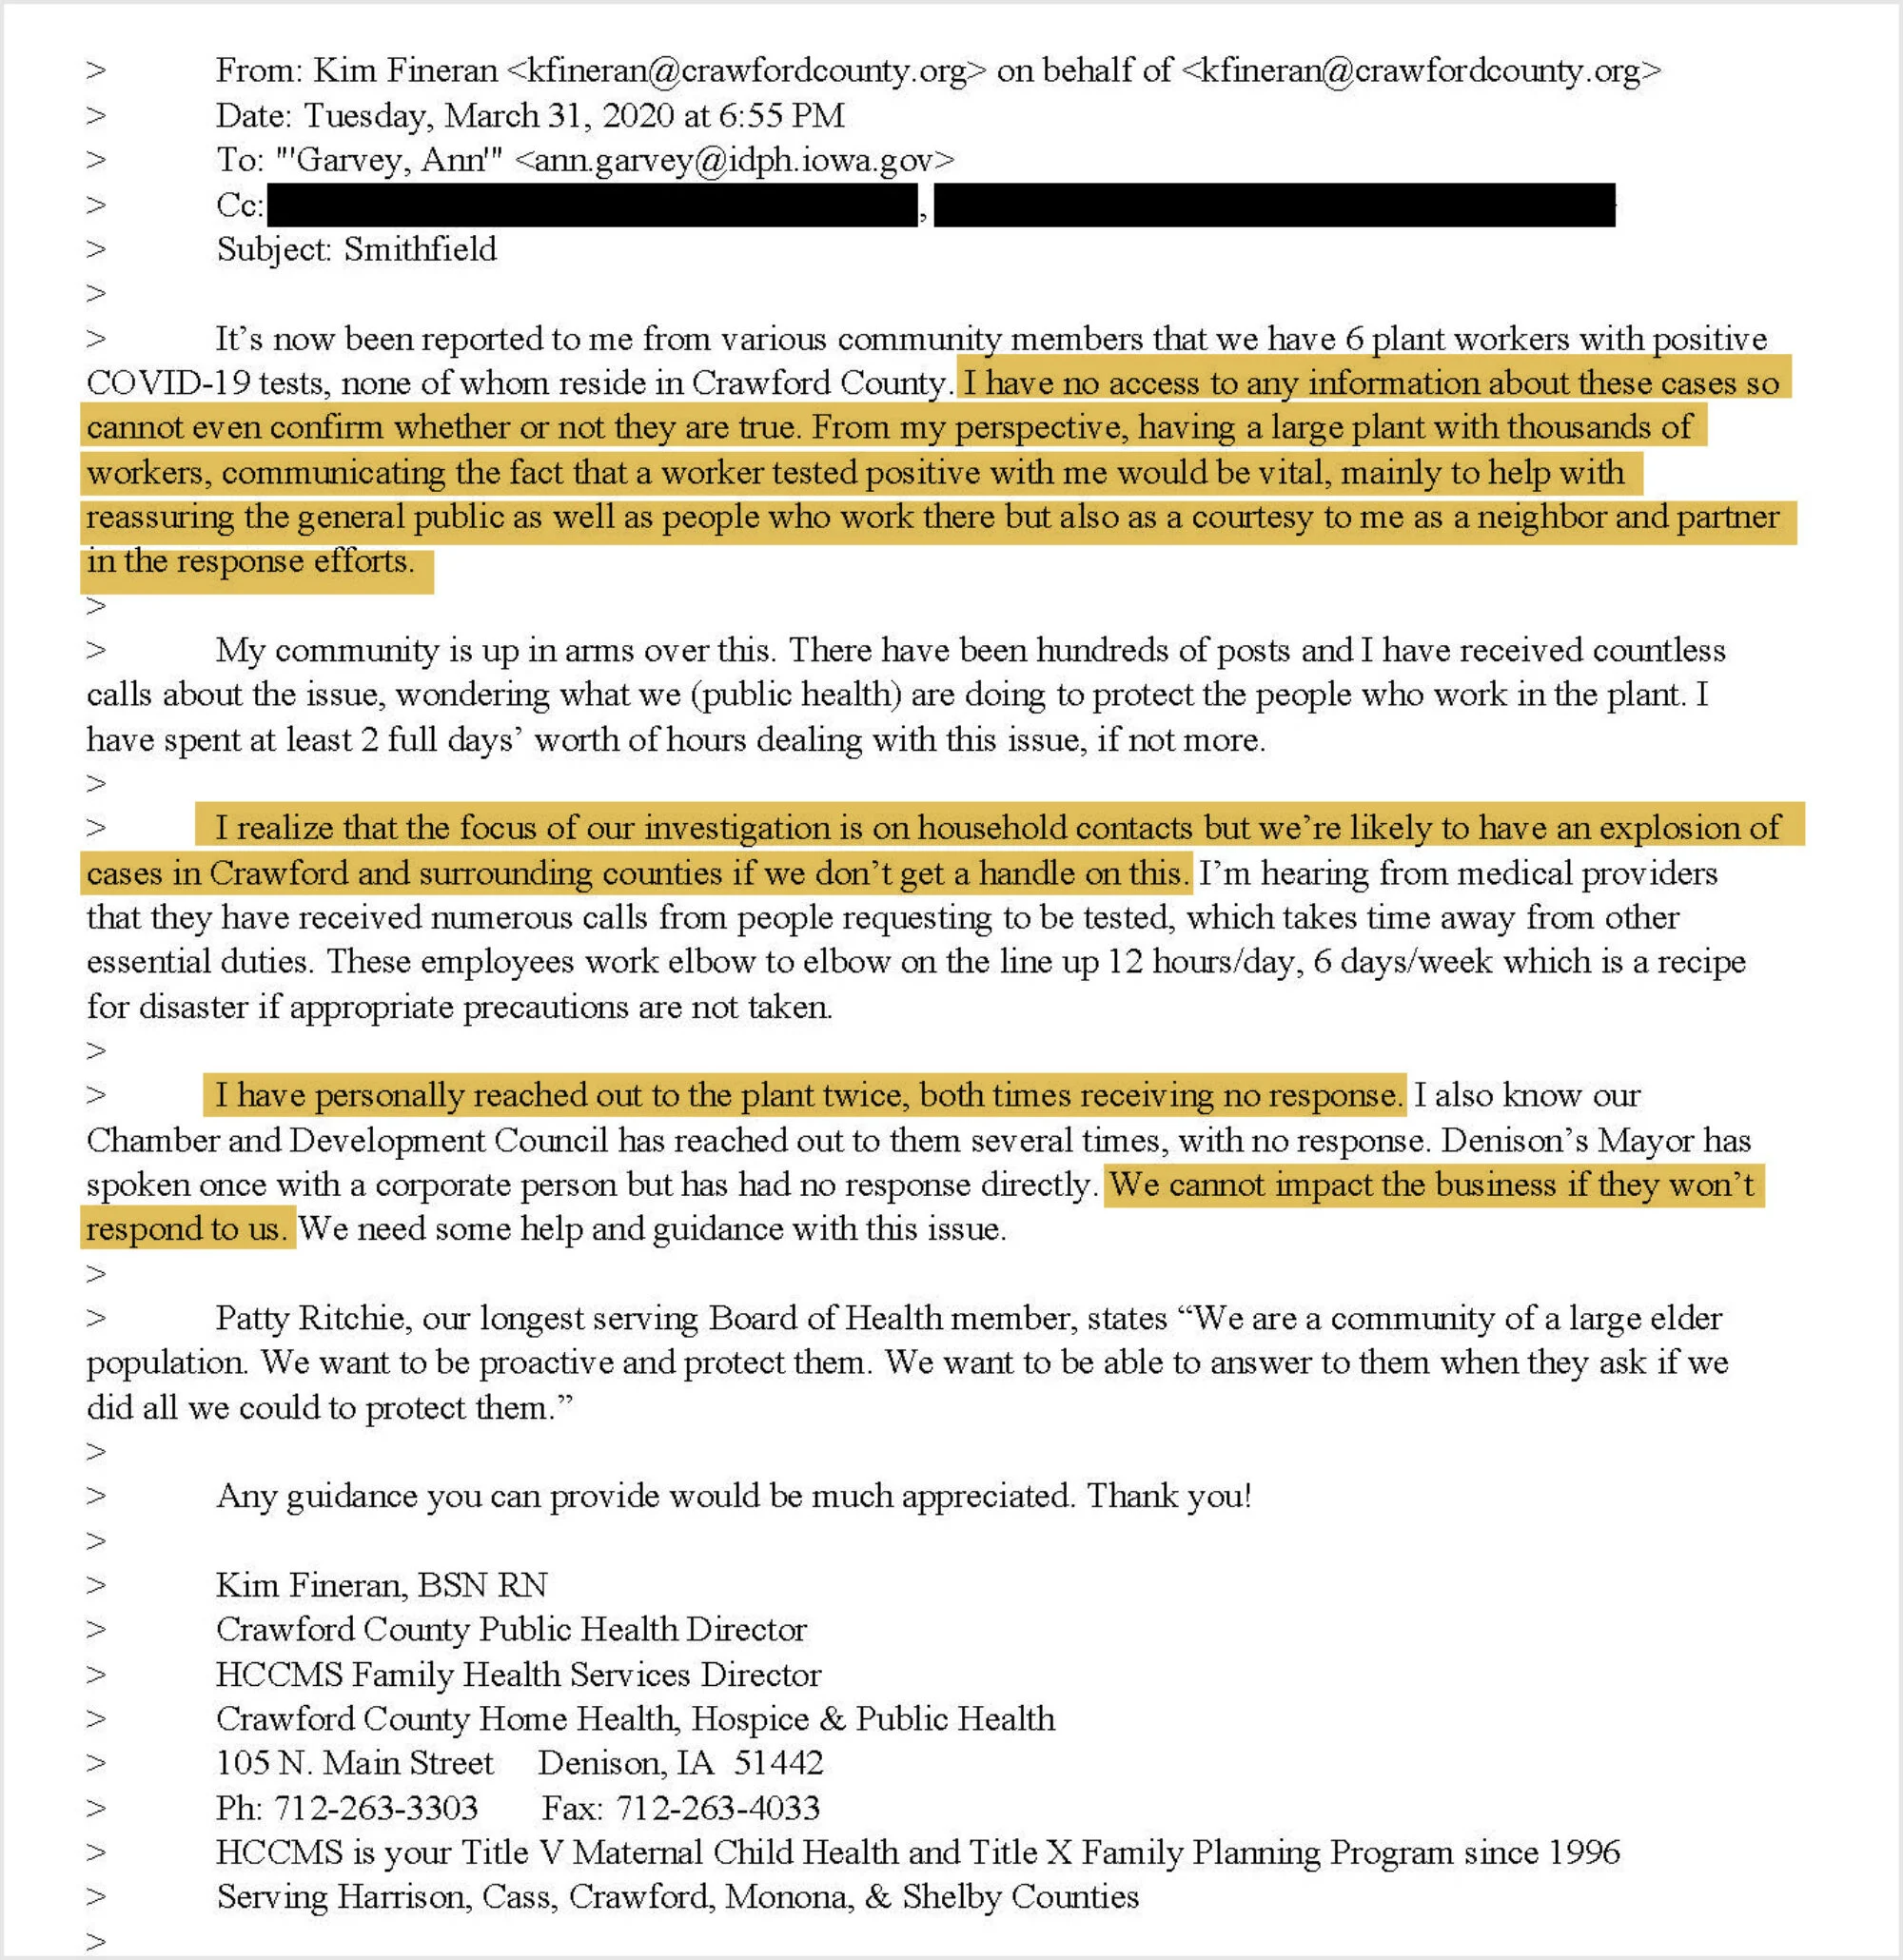 > From: Kim Fineran <kfineran@crawfordcounty.org> on behalf of <kfineran@crawfordcounty.org>
> Date: Tuesday, March 31, 2020 at 6:55 PM
> To: "'Garvey, Ann'" <ann.garvey@idph.iowa.gov>
> Cc: ,
> Subject: Smithfield
>
> It’s now been reported to me from various community members that we have 6 plant workers with positive
COVID-19 tests, none of whom reside in Crawford County. I have no access to any information about these cases so
cannot even confirm whether or not they are true. From my perspective, having a large plant with thousands of
workers, communicating the fact that a worker tested positive with me would be vital, mainly to help with
reassuring the general public as well as people who work there but also as a courtesy to me as a neighbor and partner
in the response efforts.
>
> My community is up in arms over this. There have been hundreds of posts and I have received countless
calls about the issue, wondering what we (public health) are doing to protect the people who work in the plant. I
have spent at least 2 full days’ worth of hours dealing with this issue, if not more.
>
> I realize that the focus of our investigation is on household contacts but we’re likely to have an explosion of
cases in Crawford and surrounding counties if we don’t get a handle on this. I’m hearing from medical providers
that they have received numerous calls from people requesting to be tested, which takes time away from other
essential duties. These employees work elbow to elbow on the line up 12 hours/day, 6 days/week which is a recipe
for disaster if appropriate precautions are not taken.
>
> I have personally reached out to the plant twice, both times receiving no response. I also know our
Chamber and Development Council has reached out to them several times, with no response. Denison’s Mayor has
spoken once with a corporate person but has had no response directly. We cannot impact the business if they won’t
respond to us. We need some help and guidance with this issue.
>
> Patty Ritchie, our longest serving Board of Health member, states “We are a community of a large elder
population. We want to be proactive and protect them. We want to be able to answer to them when they ask if we
did all we could to protect them.”
>
> Any guidance you can provide would be much appreciated. Thank you!
>
> Kim Fineran, BSN RN
> Crawford County Public Health Director
> HCCMS Family Health Services Director
> Crawford County Home Health, Hospice & Public Health
> 105 N. Main Street Denison, IA 51442
> Ph: 712-263-3303 Fax: 712-263-4033
> HCCMS is your Title V Maternal Child Health and Title X Family Planning Program since 1996
> Serving Harrison, Cass, Crawford, Monona, & Shelby Counties
>